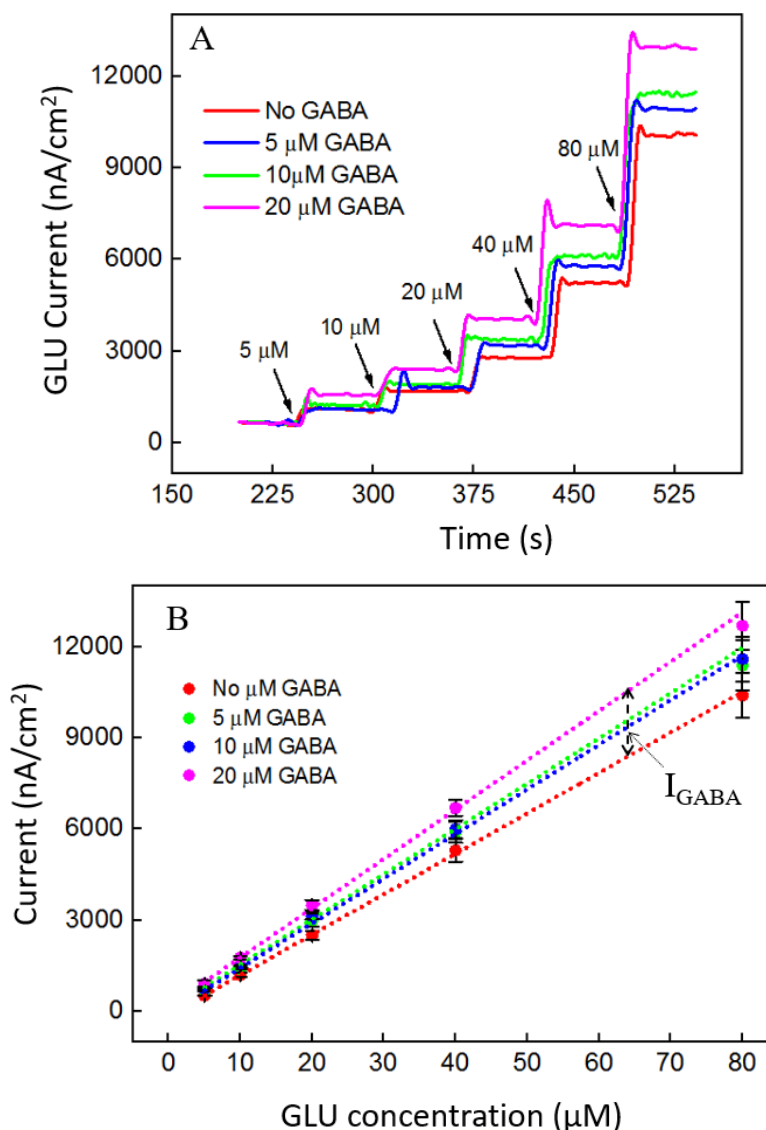 A
No GABA
5 μM GABA
10μM GABA
20 μM GABA
5 μM
10 μM
20 μM
40 μM
80 μM
12000
9000
6000
3000
0
GLU Current (nA/cm²)
150 225 300 375 450 525
Time (s)
B
No μM GABA
5 μM GABA
10 μM GABA
20 μM GABA
I_GABA
12000
9000
6000
3000
0
Current (nA/cm²)
0 10 20 30 40 50 60 70 80
GLU concentration (μM)